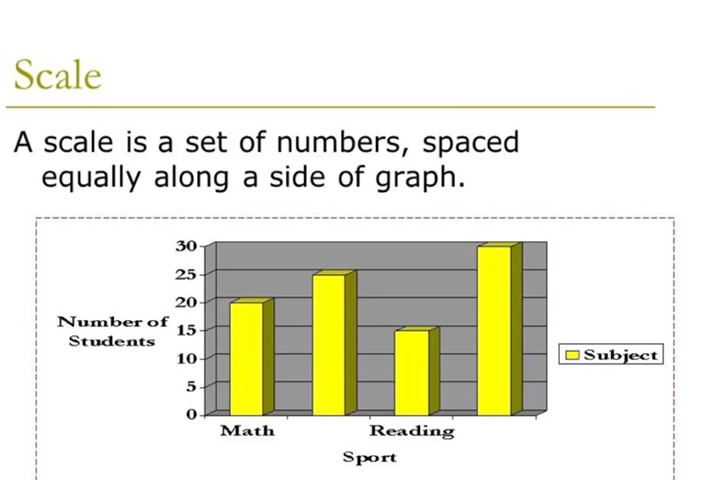 Scale
A scale is a set of numbers, spaced
equally along a side of graph.
30
25
20
15
10
5
0
Number of
Students
Math
Reading
Sport
Subject